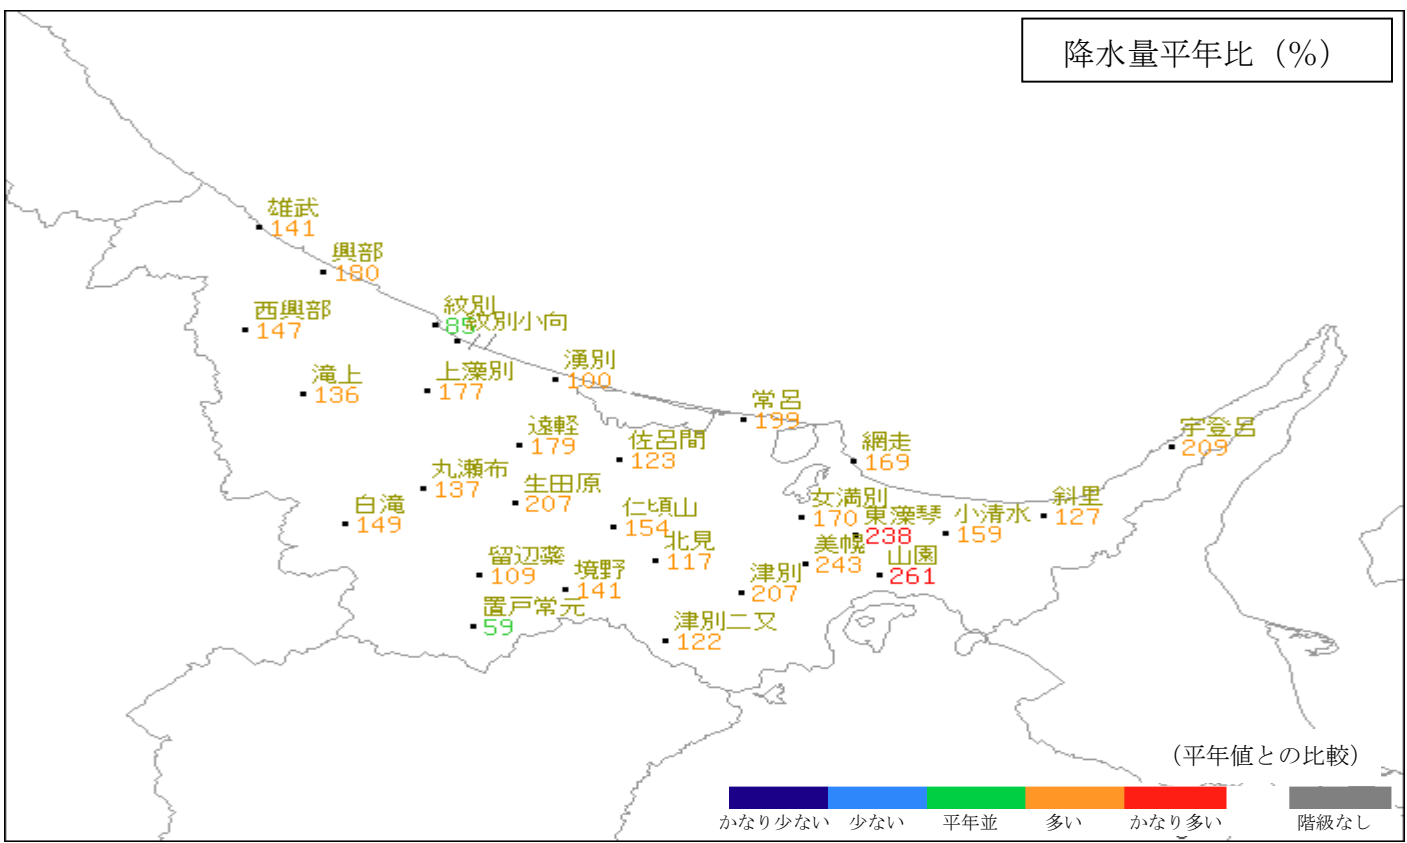 降水量平年比（%）
雄武
141
興部
180
西興部
147
紋別
85
紋別小向
滝上
136
上藻別
177
湧別
100
常呂
199
遠軽
179
佐呂間
123
網走
169
宇登呂
209
丸瀬布
137
生田原
207
白滝
149
仁頃山
154
女満別
170
東藻琴
238
小清水
159
斜里
127
北見
117
美幌
243
山園
261
留辺蘂
109
境野
141
津別
207
置戸常元
59
津別二又
122
（平年値との比較）
かなり少ない 少ない 平年並 多い かなり多い 階級なし